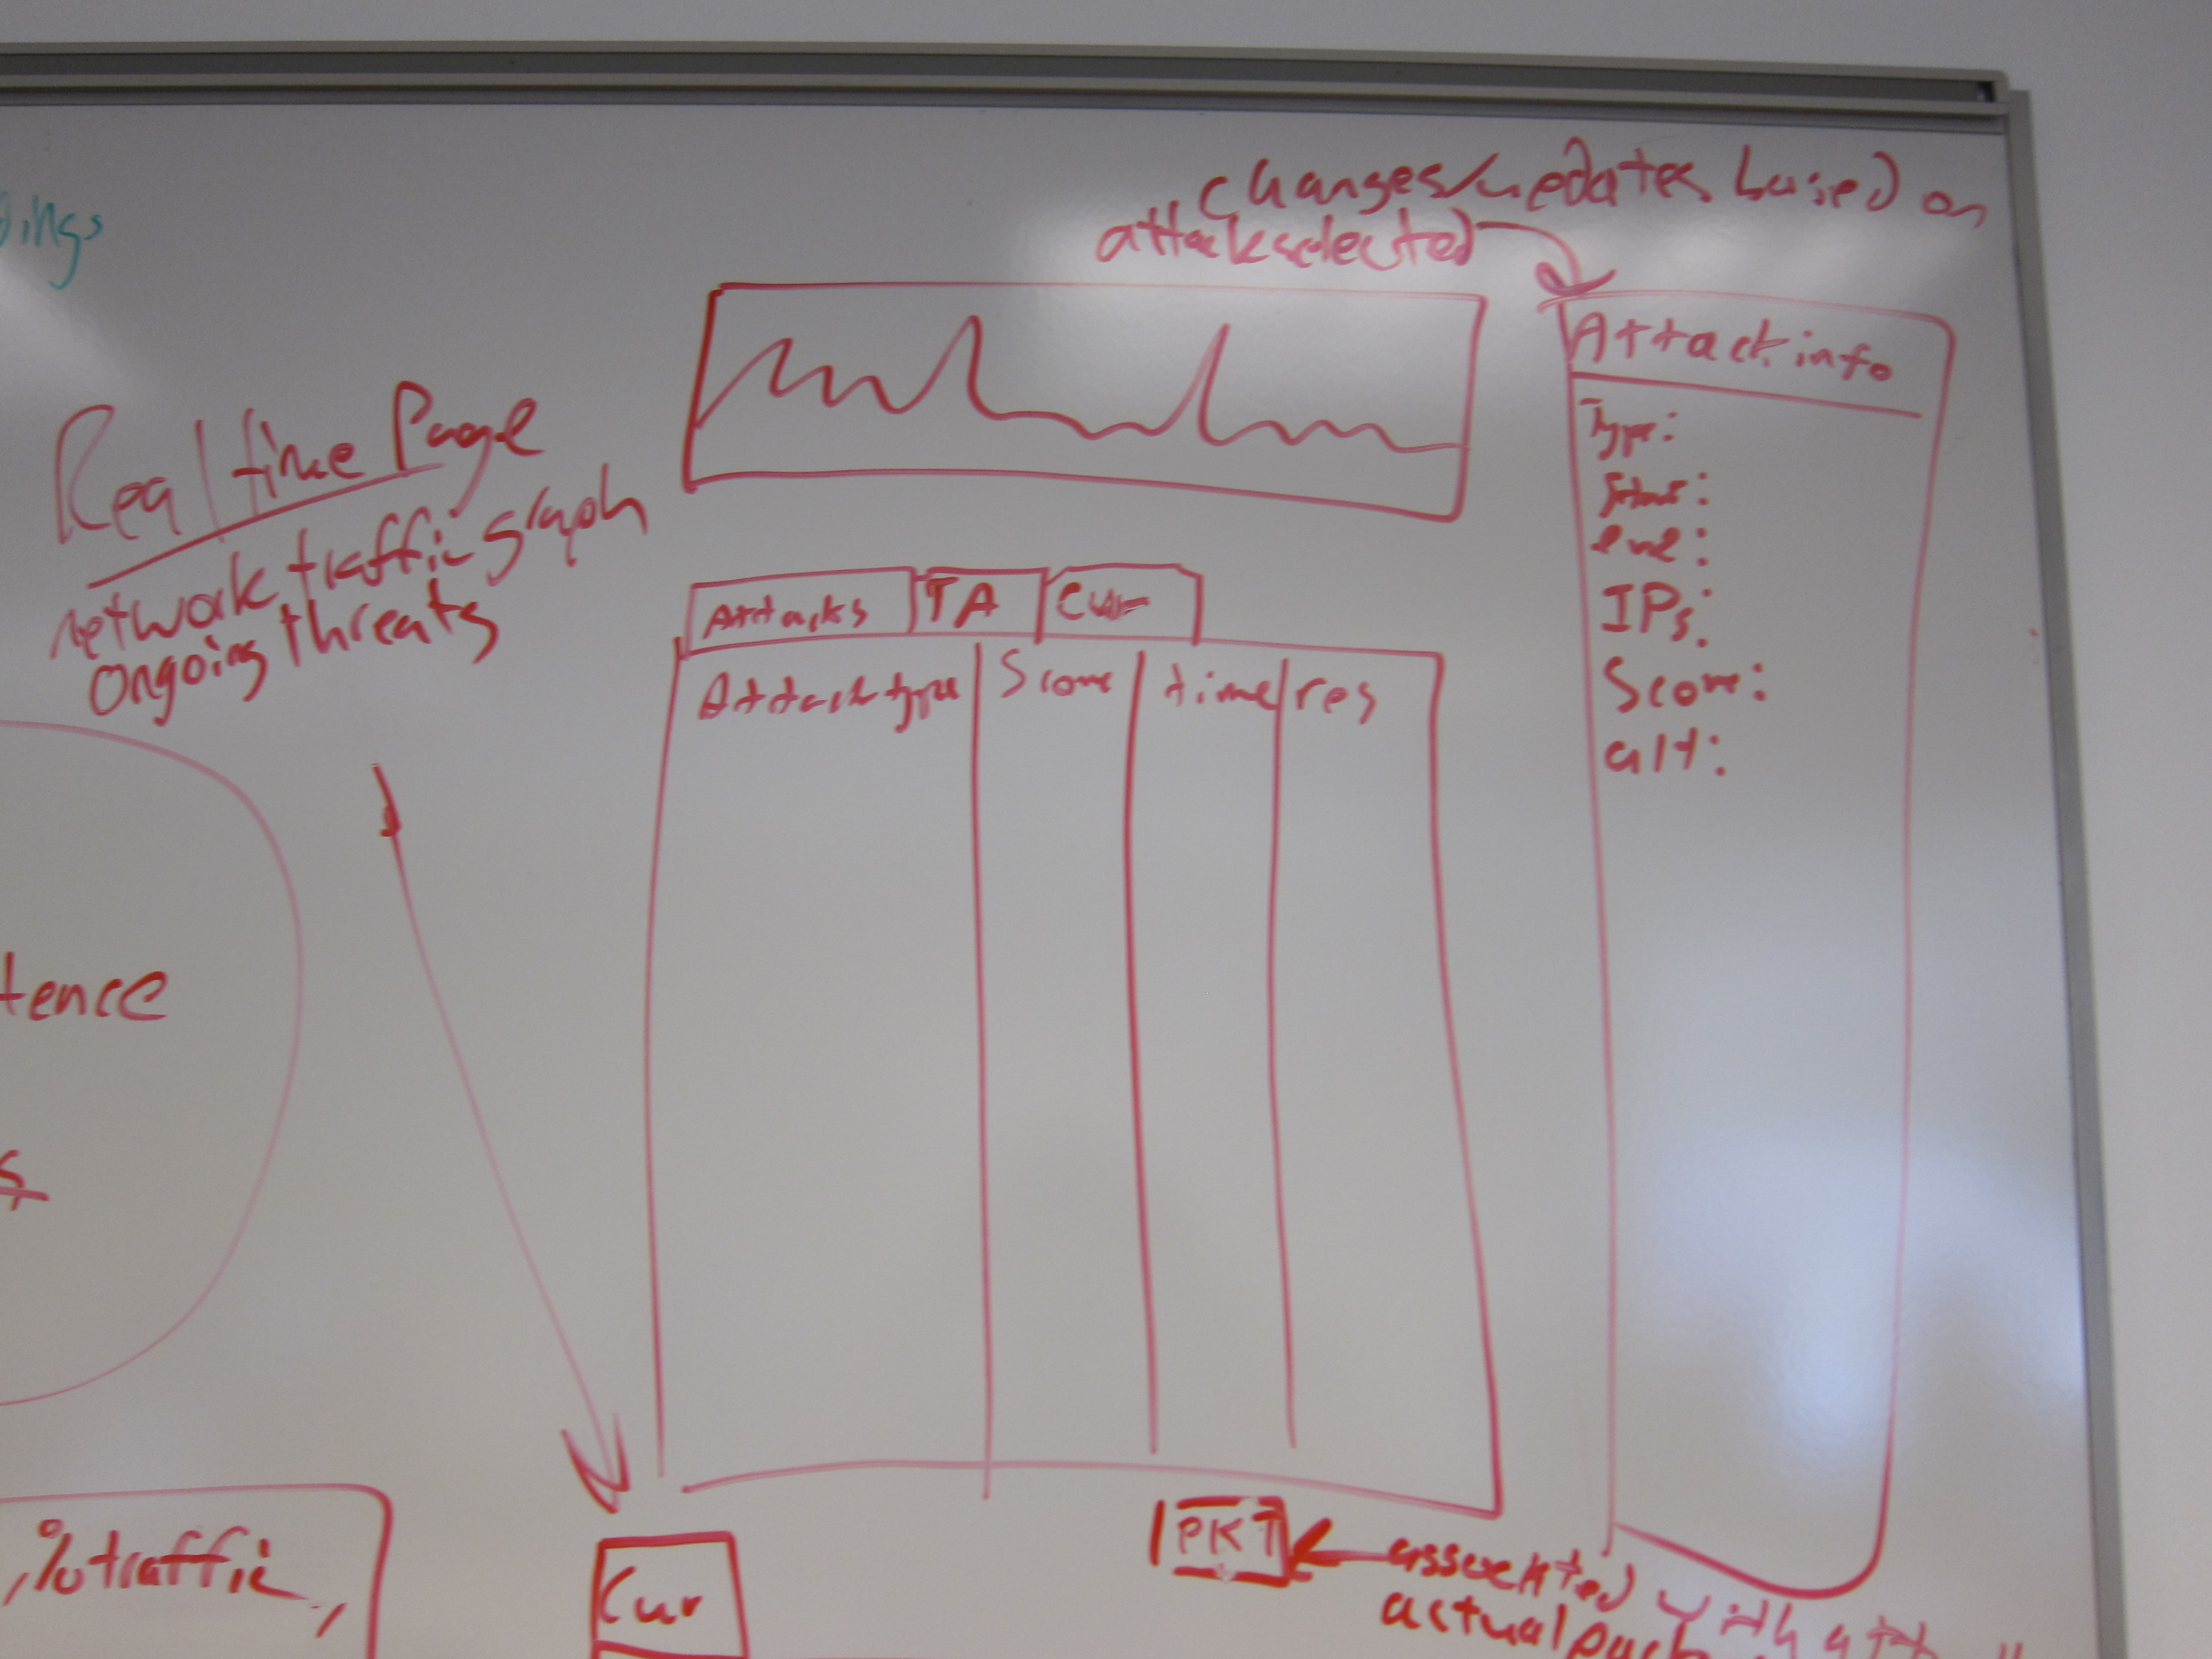 dings
changes/updates based on
attack selected
Real time Page
network traffic graph
Ongoing threats
Attack info
Type:
Start:
end:
IPs:
Score:
alt:
Attacks TA Cur
Attack type Score time res
tence
s
, % traffic,
Cur
PKT
associated with
actual